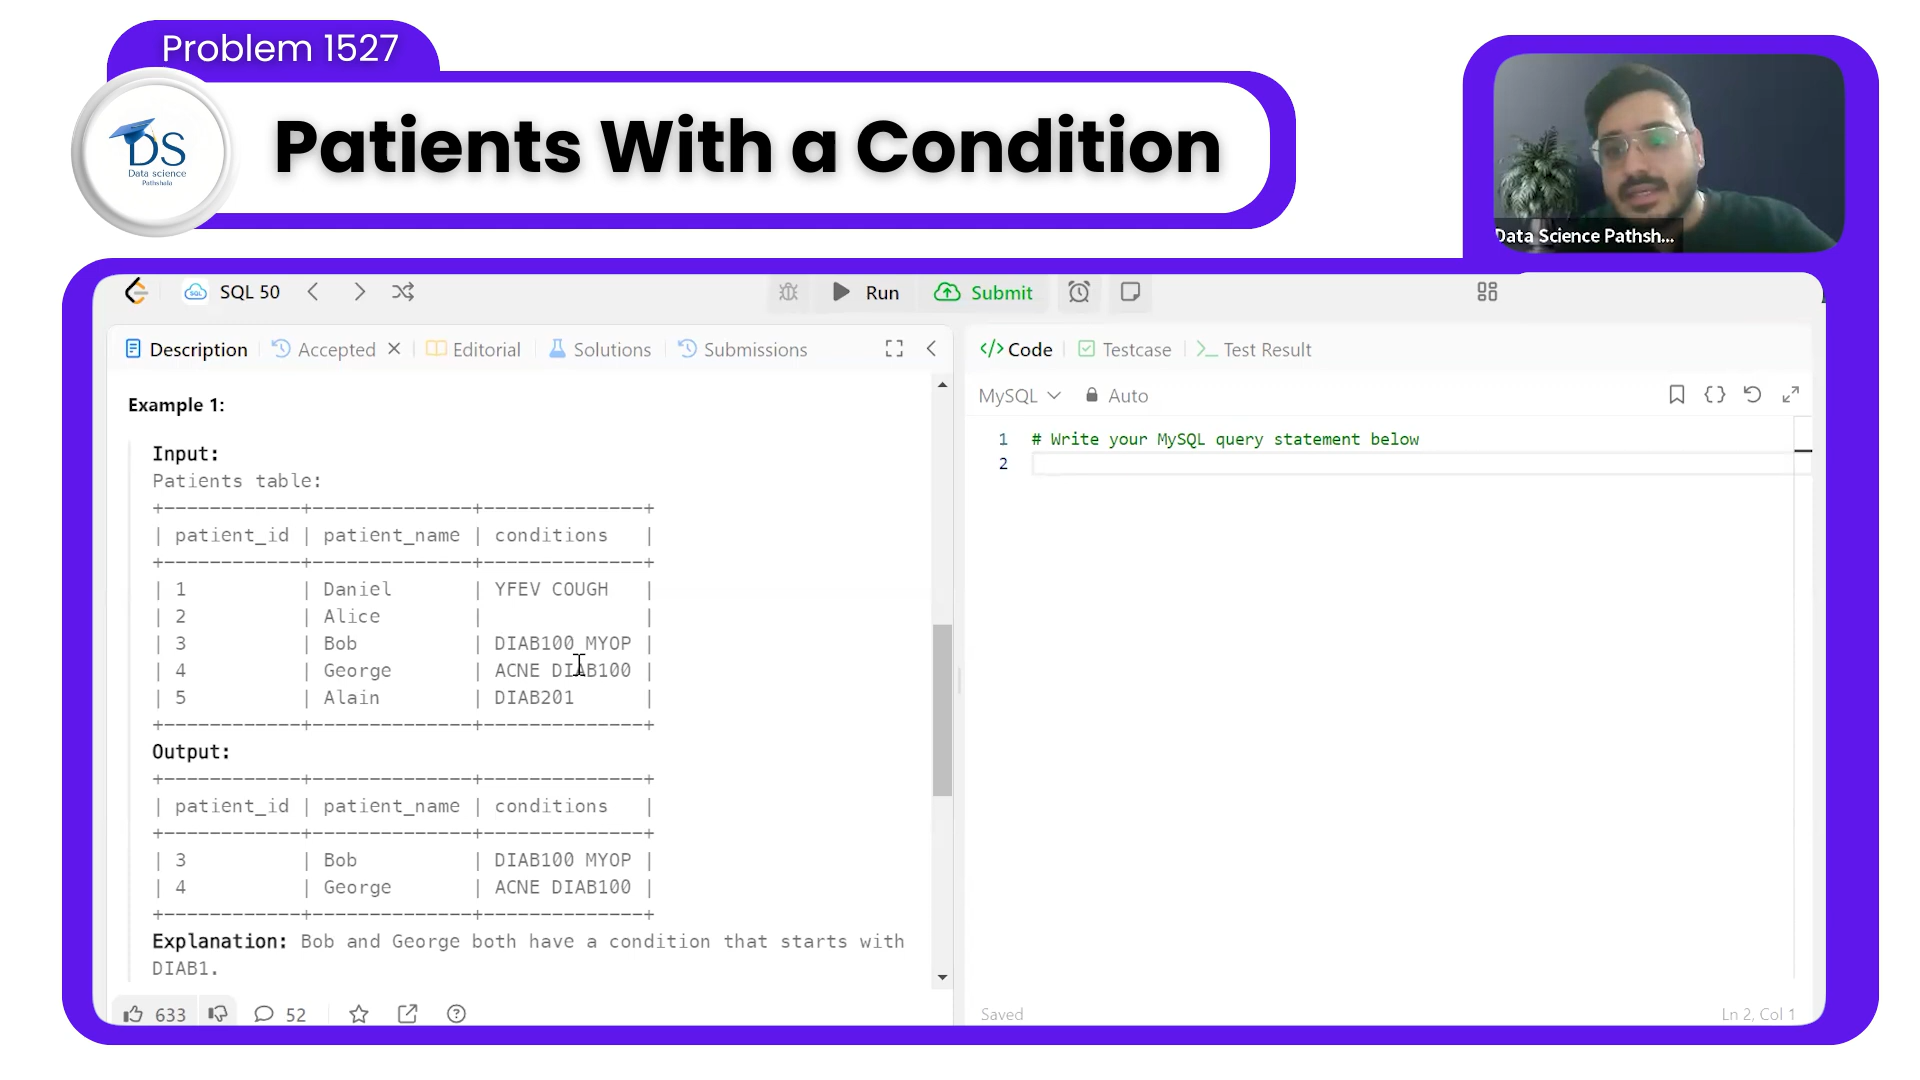 Problem 1527
DS
Data science
Pathshala
Patients With a Condition
Data Science Pathsh...
SQL
SQL 50
Run
Submit
Description
Accepted
Editorial
Solutions
Submissions
Example 1:
Input:
Patients table:
+------------+--------------+--------------+
| patient_id | patient_name | conditions   |
+------------+--------------+--------------+
| 1          | Daniel       | YFEV COUGH   |
| 2          | Alice        |              |
| 3          | Bob          | DIAB100 MYOP |
| 4          | George       | ACNE DIAB100 |
| 5          | Alain        | DIAB201      |
+------------+--------------+--------------+
Output:
+------------+--------------+--------------+
| patient_id | patient_name | conditions   |
+------------+--------------+--------------+
| 3          | Bob          | DIAB100 MYOP |
| 4          | George       | ACNE DIAB100 |
+------------+--------------+--------------+
Explanation: Bob and George both have a condition that starts with
DIAB1.
633
52
</> Code
Testcase
>_ Test Result
MySQL
Auto
1 # Write your MySQL query statement below
2
Saved
Ln 2, Col 1